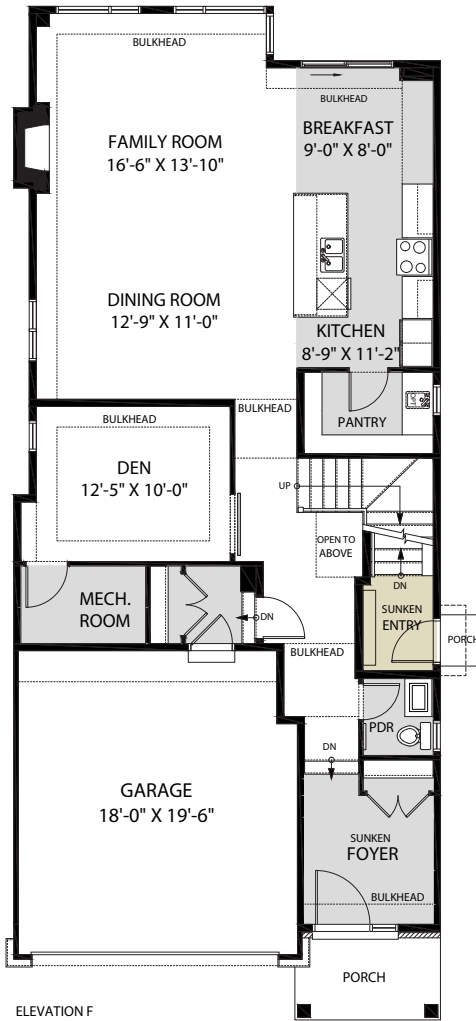 BULKHEAD
BULKHEAD
FAMILY ROOM
16'-6" X 13'-10"
BREAKFAST
9'-0" X 8'-0"
DINING ROOM
12'-9" X 11'-0"
KITCHEN
8'-9" X 11'-2"
OPT
PANTRY
BULKHEAD
BULKHEAD
DEN
12'-5" X 10'-0"
UP
OPEN TO
ABOVE
DN
MECH.
ROOM
DN
SUNKEN
ENTRY
PORCH
BULKHEAD
PDR
DN
GARAGE
18'-0" X 19'-6"
SUNKEN
FOYER
BULKHEAD
PORCH
ELEVATION F